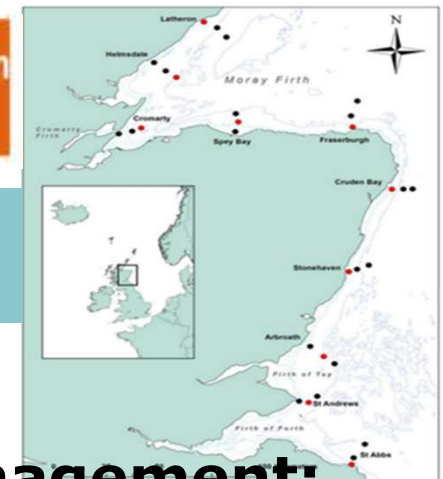 n
N
Latheron
Helmsdale
Moray Firth
Cromarty
Cromarty
Firth
Spey Bay
Fraserburgh
Cruden Bay
Stonehaven
Arbroath
Firth of Tay
St Andrews
Firth of Forth
St Abbs
nagement: